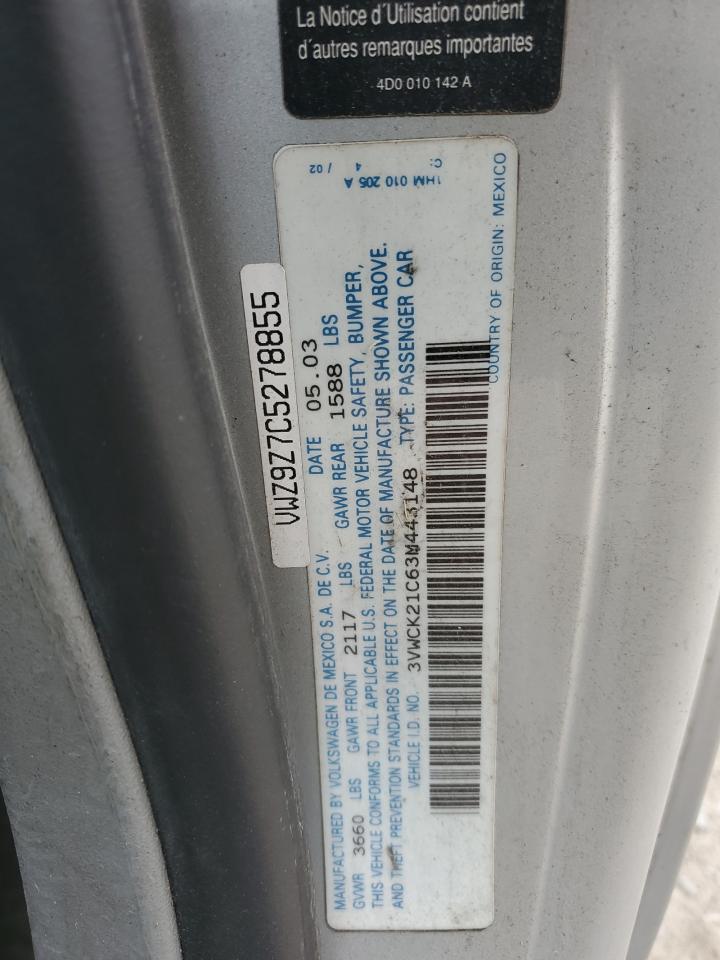 La Notice d´Utilisation contient
d´autres remarques importantes
4D0 010 142 A
1HM 010 205 A
4 / 02
VWZ9Z7C5278855
MANUFACTURED BY VOLKSWAGEN DE MEXICO S.A. DE C.V. DATE 05.03
GVWR 3660 LBS GAWR FRONT 2117 LBS GAWR REAR 1588 LBS
THIS VEHICLE CONFORMS TO ALL APPLICABLE U.S. FEDERAL MOTOR VEHICLE SAFETY, BUMPER,
AND THEFT PREVENTION STANDARDS IN EFFECT ON THE DATE OF MANUFACTURE SHOWN ABOVE.
VEHICLE I.D. NO. 3VWCK21C63M443148 TYPE: PASSENGER CAR
COUNTRY OF ORIGIN: MEXICO